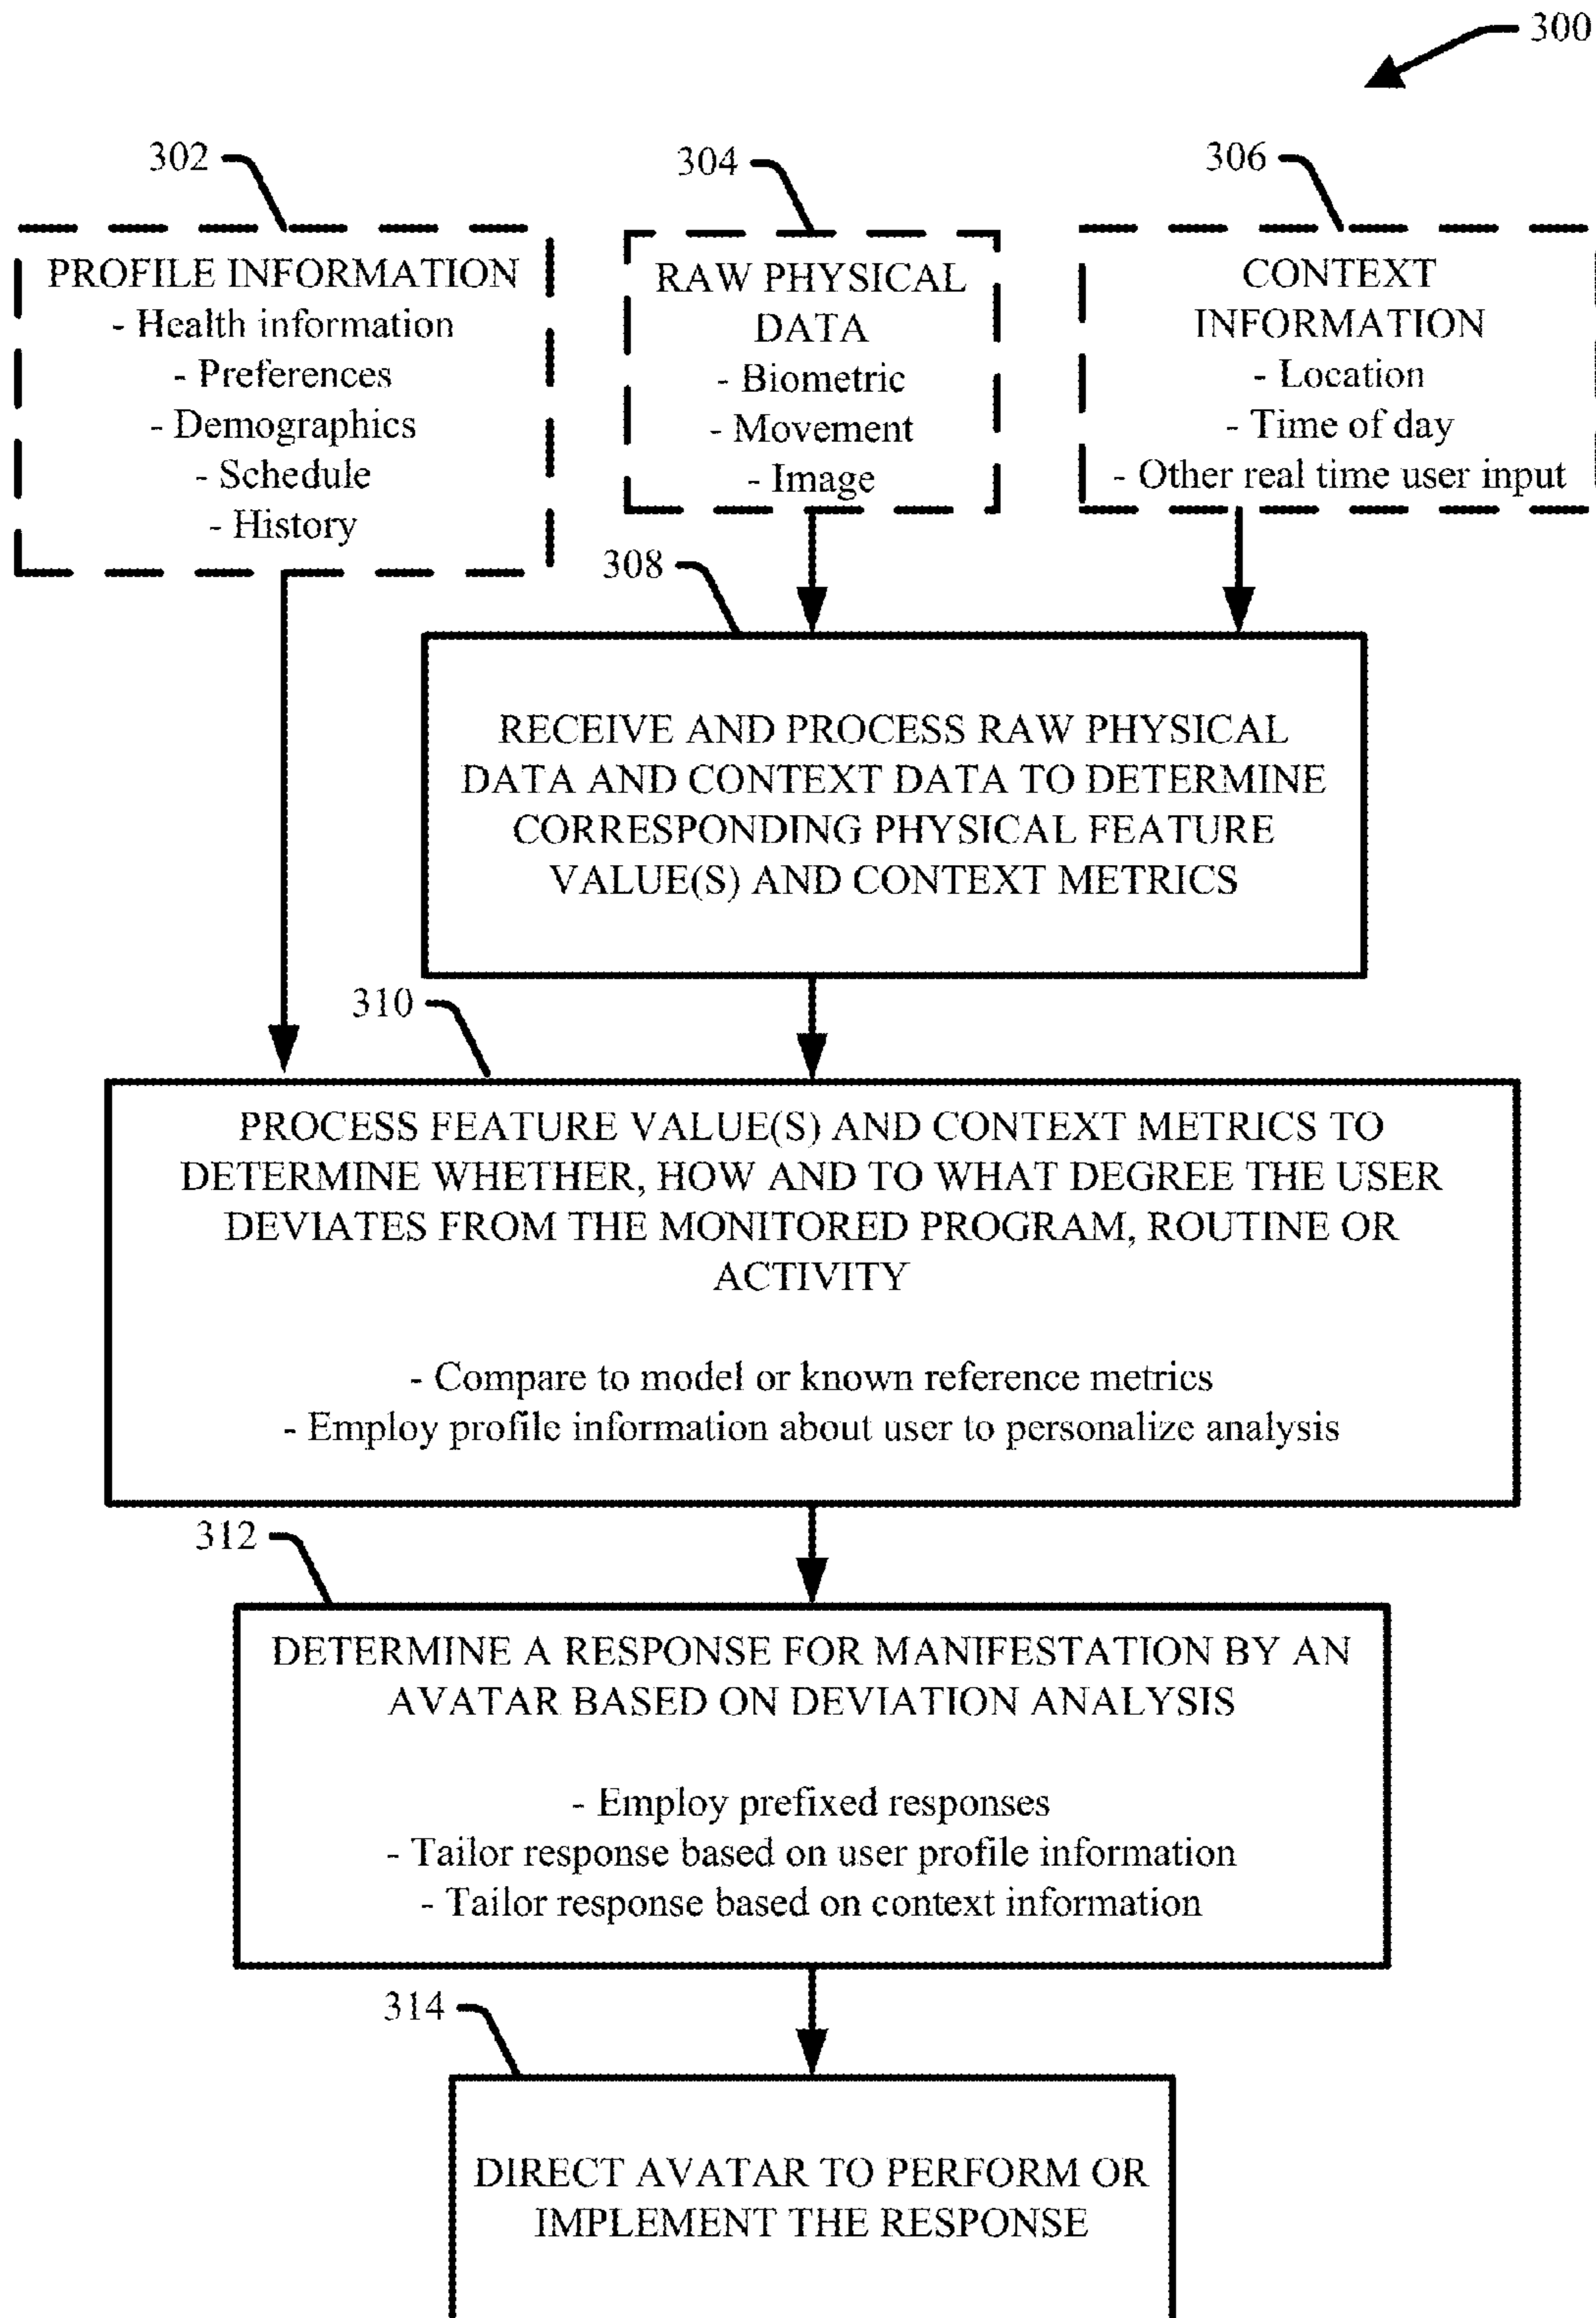 300
302
304
306
PROFILE INFORMATION
- Health information
- Preferences
- Demographics
- Schedule
- History
RAW PHYSICAL
DATA
- Biometric
- Movement
- Image
CONTEXT
INFORMATION
- Location
- Time of day
- Other real time user input
308
RECEIVE AND PROCESS RAW PHYSICAL
DATA AND CONTEXT DATA TO DETERMINE
CORRESPONDING PHYSICAL FEATURE
VALUE(S) AND CONTEXT METRICS
310
PROCESS FEATURE VALUE(S) AND CONTEXT METRICS TO
DETERMINE WHETHER, HOW AND TO WHAT DEGREE THE USER
DEVIATES FROM THE MONITORED PROGRAM, ROUTINE OR
ACTIVITY
- Compare to model or known reference metrics
- Employ profile information about user to personalize analysis
312
DETERMINE A RESPONSE FOR MANIFESTATION BY AN
AVATAR BASED ON DEVIATION ANALYSIS
- Employ prefixed responses
- Tailor response based on user profile information
- Tailor response based on context information
314
DIRECT AVATAR TO PERFORM OR
IMPLEMENT THE RESPONSE